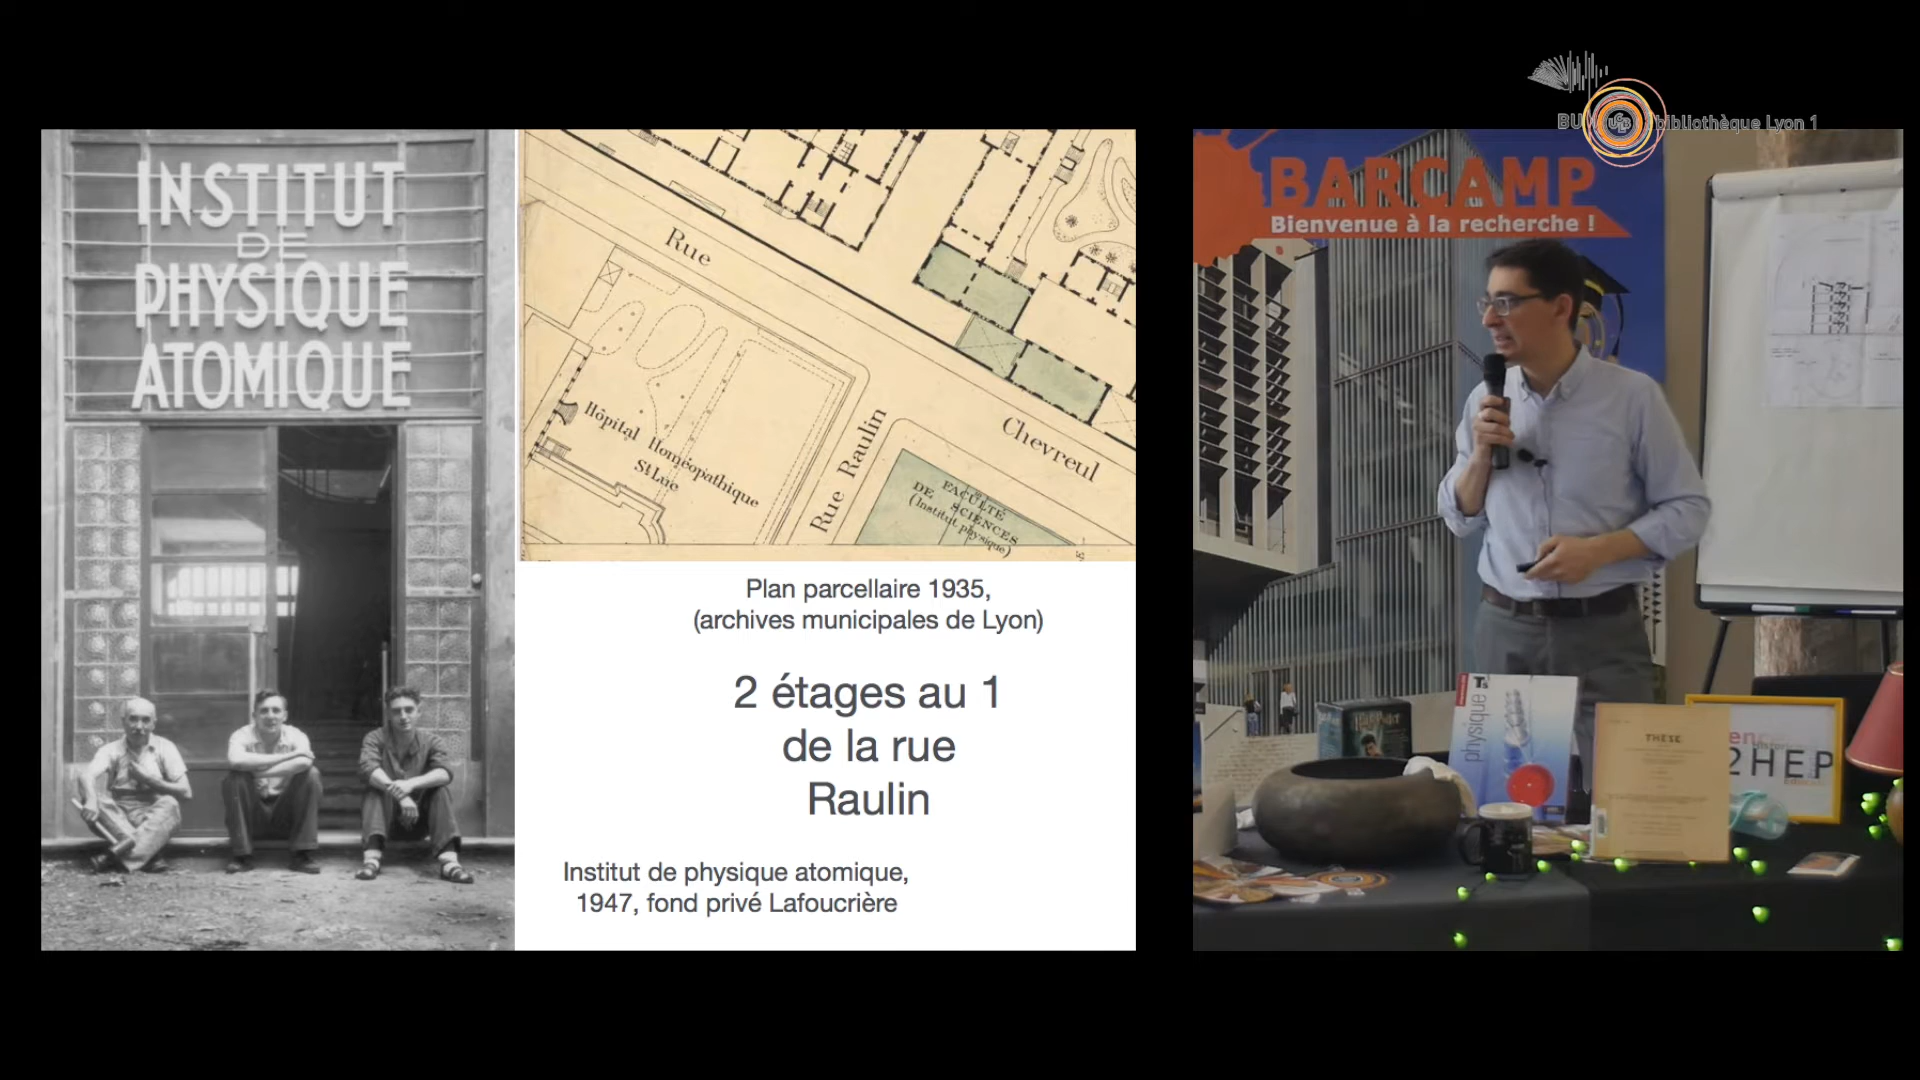 INSTITUT
DE
PHYSIQUE
ATOMIQUE
Rue
Chevreul
Hôpital Homéopathique
St Luc
Rue Raulin
FACULTÉ
DE SCIENCES
(Institut physique)
Plan parcellaire 1935,
(archives municipales de Lyon)
2 étages au 1
de la rue
Raulin
Institut de physique atomique,
1947, fond privé Lafoucrière
bibliothèque Lyon 1
BARCAMP
Bienvenue à la recherche !
physique
TS
THÈSE
2HEP